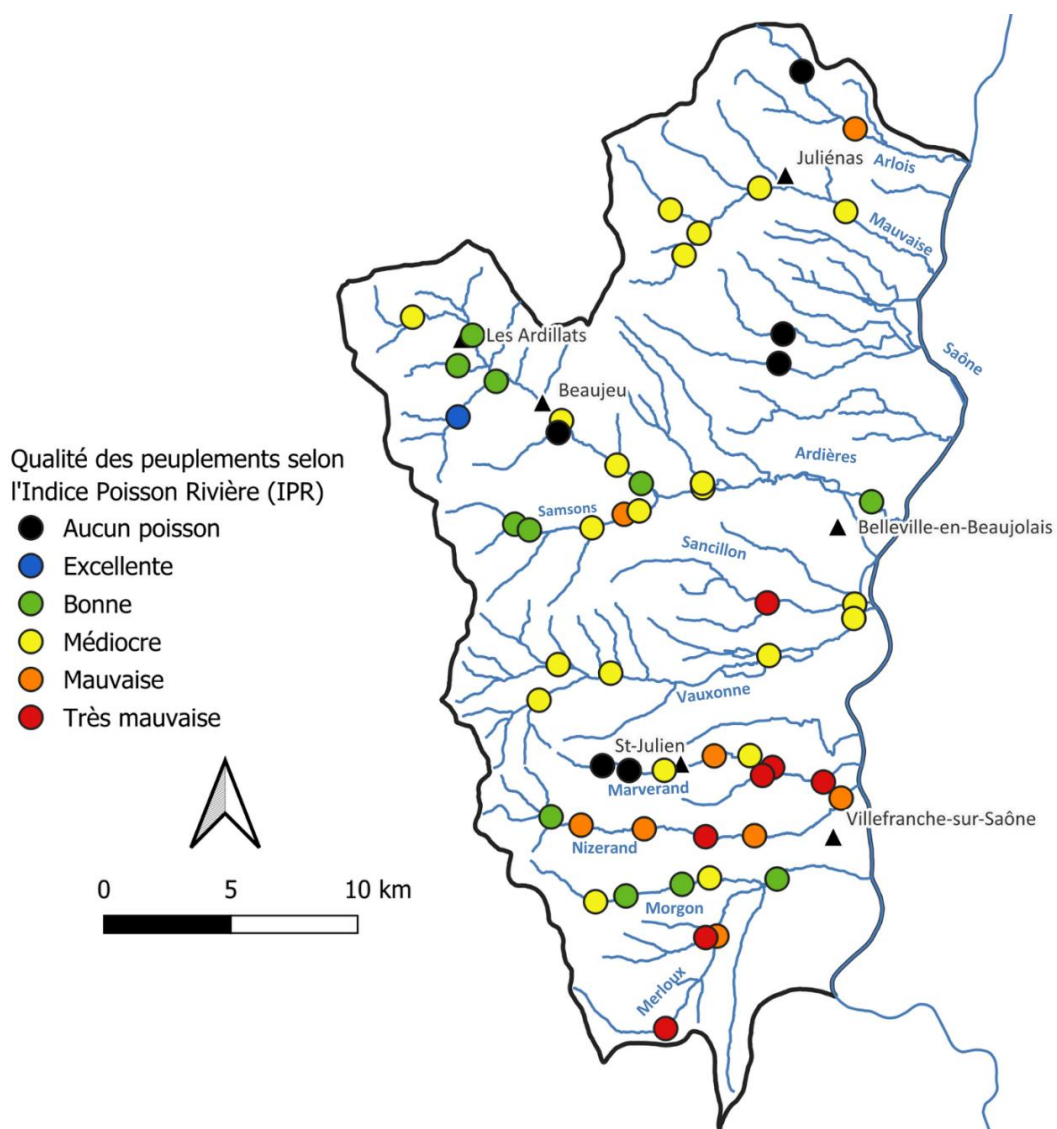 Juliénas
Arlois
Mauvaise
Les Ardillats
Saône
Beaujeu
Qualité des peuplements selon
l'Indice Poisson Rivière (IPR)
Aucun poisson
Excellente
Bonne
Médiocre
Mauvaise
Très mauvaise
Ardières
Samsons
Belleville-en-Beaujolais
Sancillon
Vauxonne
St-Julien
Marverand
Villefranche-sur-Saône
Nizerand
0 5 10 km
Morgon
Merloux